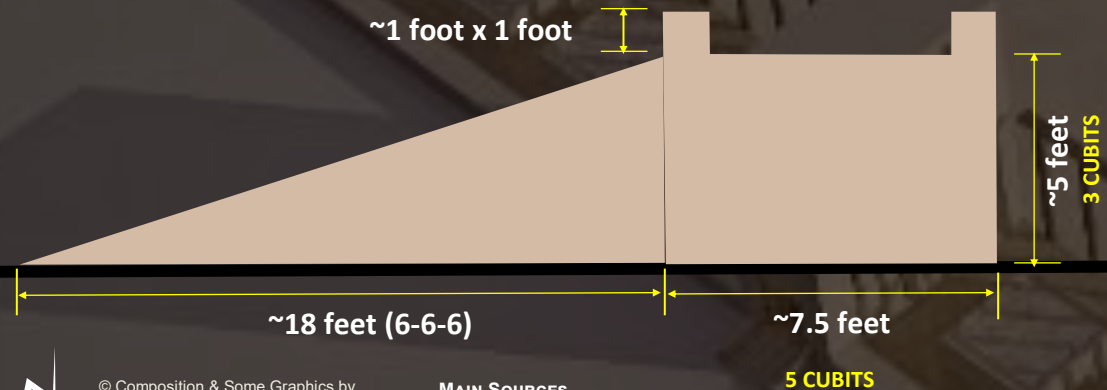 ~1 foot x 1 foot
~5 feet
3 CUBITS
~18 feet (6-6-6)
~7.5 feet
5 CUBITS
© Composition & Some Graphics by
MAIN SOURCES